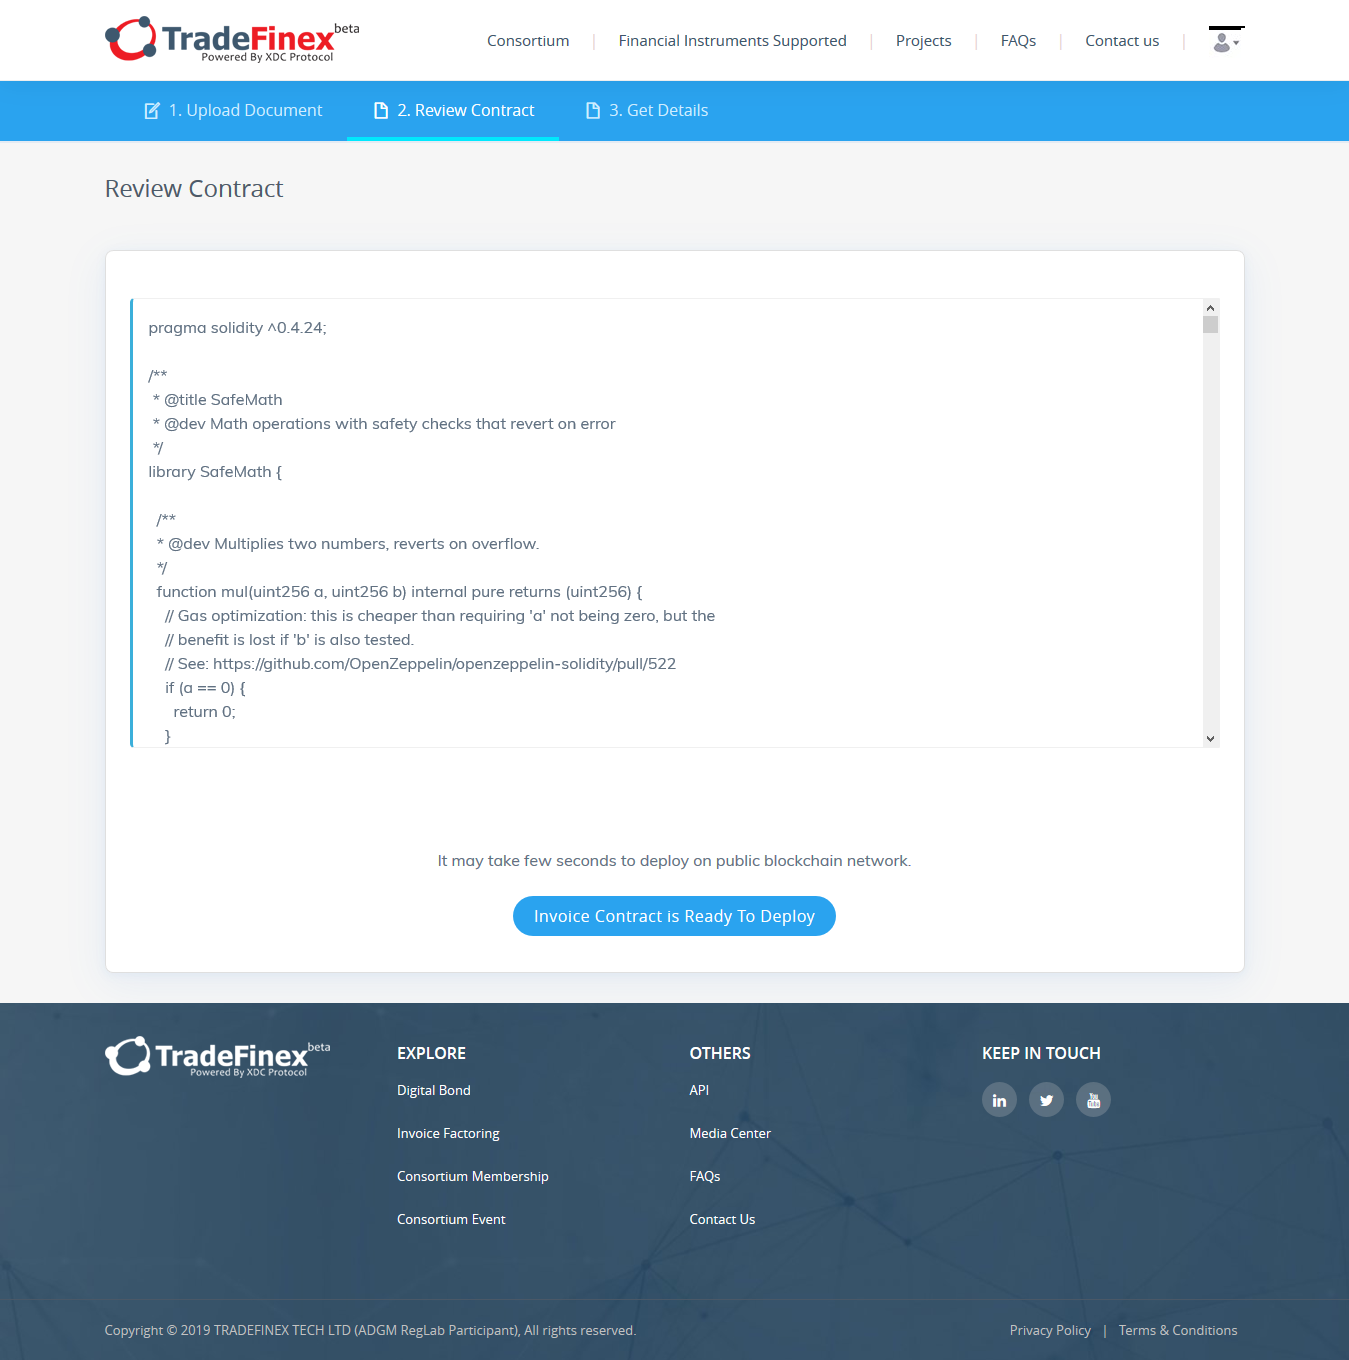 TradeFinex beta
Powered By XDC Protocol
Consortium | Financial Instruments Supported | Projects | FAQs | Contact us |
1. Upload Document 2. Review Contract 3. Get Details
Review Contract
pragma solidity ^0.4.24;
/**
* @title SafeMath
* @dev Math operations with safety checks that revert on error
*/
library SafeMath {
/**
* @dev Multiplies two numbers, reverts on overflow.
*/
function mul(uint256 a, uint256 b) internal pure returns (uint256) {
// Gas optimization: this is cheaper than requiring 'a' not being zero, but the
// benefit is lost if 'b' is also tested.
// See: https://github.com/OpenZeppelin/openzeppelin-solidity/pull/522
if (a == 0) {
return 0;
}
It may take few seconds to deploy on public blockchain network.
Invoice Contract is Ready To Deploy
TradeFinex beta
Powered By XDC Protocol
EXPLORE
Digital Bond
Invoice Factoring
Consortium Membership
Consortium Event
OTHERS
API
Media Center
FAQs
Contact Us
KEEP IN TOUCH
in
You
Tube
Copyright © 2019 TRADEFINEX TECH LTD (ADGM RegLab Participant), All rights reserved.
Privacy Policy | Terms & Conditions